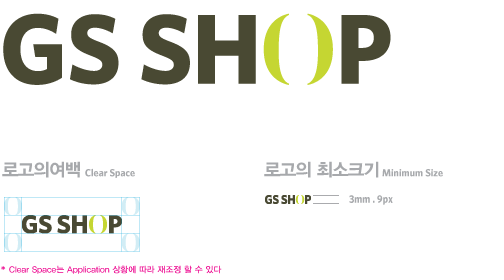 GS SHOP
로고의여백 Clear Space
로고의 최소크기 Minimum Size
GS SHOP
GS SHOP 3mm . 9px
* Clear Space는 Application 상황에 따라 재조정 할 수 있다